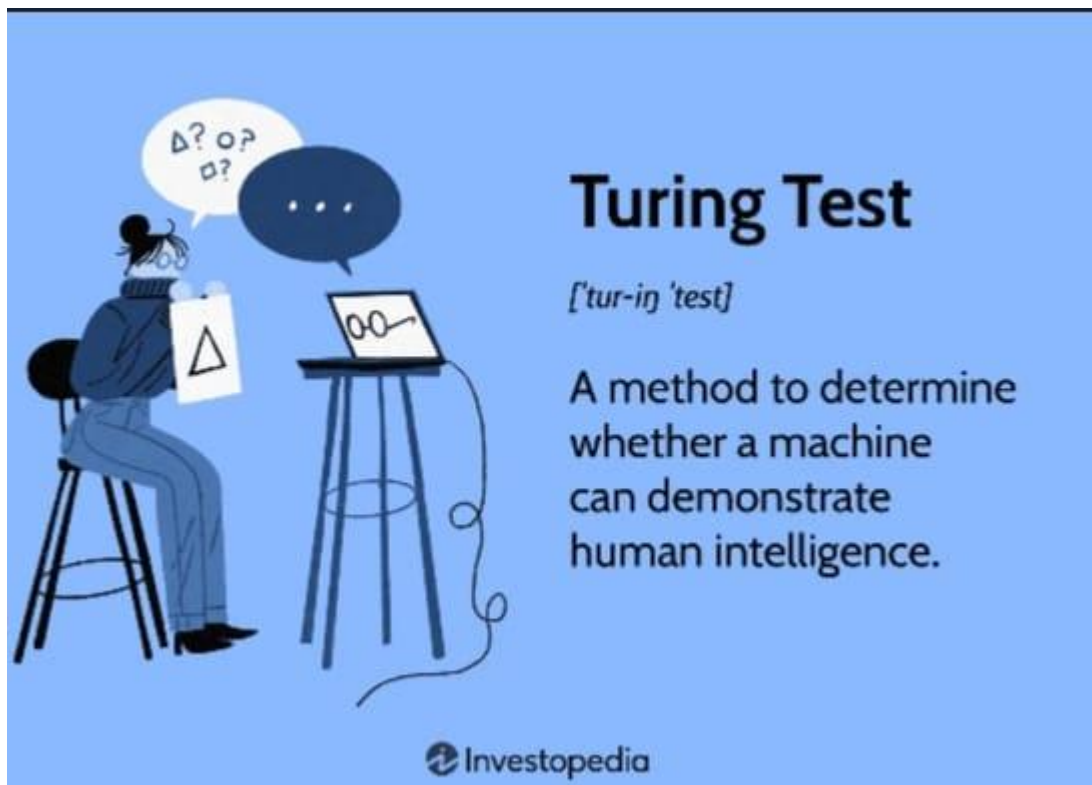 △? ○?
□?
...
△
Turing Test
['tur-iŋ 'test]
A method to determine
whether a machine
can demonstrate
human intelligence.
Investopedia